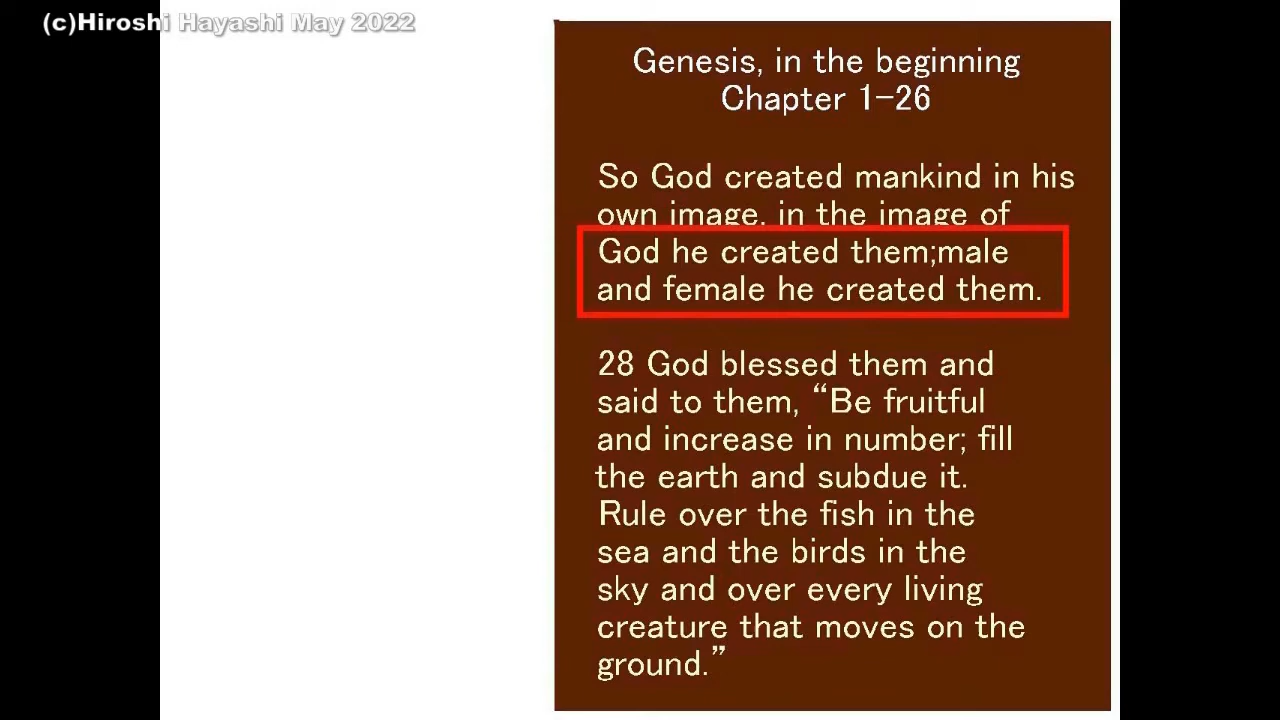 (c)Hiroshi Hayashi May 2022
Genesis, in the beginning
Chapter 1-26
So God created mankind in his
own image, in the image of
God he created them;male
and female he created them.
28 God blessed them and
said to them, “Be fruitful
and increase in number; fill
the earth and subdue it.
Rule over the fish in the
sea and the birds in the
sky and over every living
creature that moves on the
ground.”